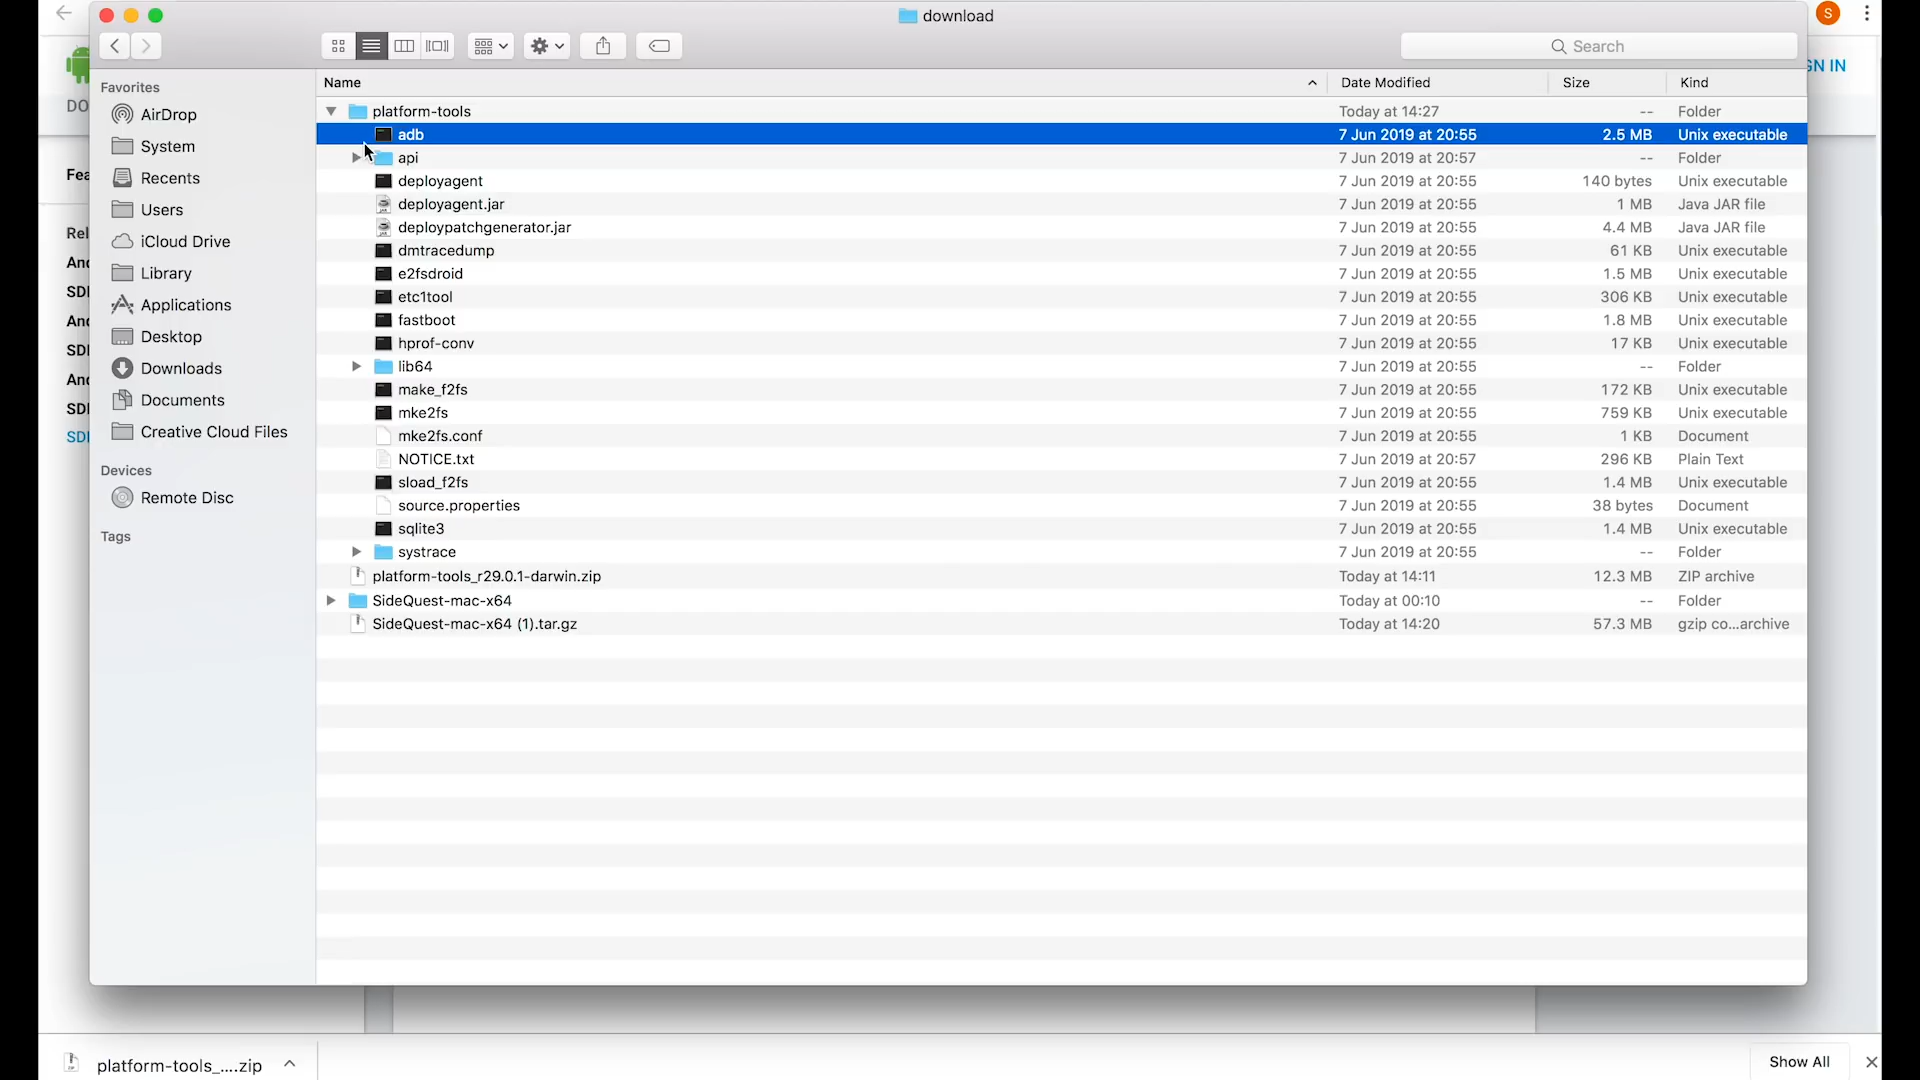 download
S
Search
GN IN
DO
Fea
Rel
And
SDK
And
SDK
And
SDK
SDK
Favorites
AirDrop
System
Recents
Users
iCloud Drive
Library
Applications
Desktop
Downloads
Documents
Creative Cloud Files
Devices
Remote Disc
Tags
Name Date Modified Size Kind
platform-tools Today at 14:27 -- Folder
adb 7 Jun 2019 at 20:55 2.5 MB Unix executable
api 7 Jun 2019 at 20:57 -- Folder
deployagent 7 Jun 2019 at 20:55 140 bytes Unix executable
deployagent.jar 7 Jun 2019 at 20:55 1 MB Java JAR file
deploypatchgenerator.jar 7 Jun 2019 at 20:55 4.4 MB Java JAR file
dmtracedump 7 Jun 2019 at 20:55 61 KB Unix executable
e2fsdroid 7 Jun 2019 at 20:55 1.5 MB Unix executable
etc1tool 7 Jun 2019 at 20:55 306 KB Unix executable
fastboot 7 Jun 2019 at 20:55 1.8 MB Unix executable
hprof-conv 7 Jun 2019 at 20:55 17 KB Unix executable
lib64 7 Jun 2019 at 20:55 -- Folder
make_f2fs 7 Jun 2019 at 20:55 172 KB Unix executable
mke2fs 7 Jun 2019 at 20:55 759 KB Unix executable
mke2fs.conf 7 Jun 2019 at 20:55 1 KB Document
NOTICE.txt 7 Jun 2019 at 20:57 296 KB Plain Text
sload_f2fs 7 Jun 2019 at 20:55 1.4 MB Unix executable
source.properties 7 Jun 2019 at 20:55 38 bytes Document
sqlite3 7 Jun 2019 at 20:55 1.4 MB Unix executable
systrace 7 Jun 2019 at 20:55 -- Folder
platform-tools_r29.0.1-darwin.zip Today at 14:11 12.3 MB ZIP archive
SideQuest-mac-x64 Today at 00:10 -- Folder
SideQuest-mac-x64 (1).tar.gz Today at 14:20 57.3 MB gzip co...archive
platform-tools_....zip
Show All